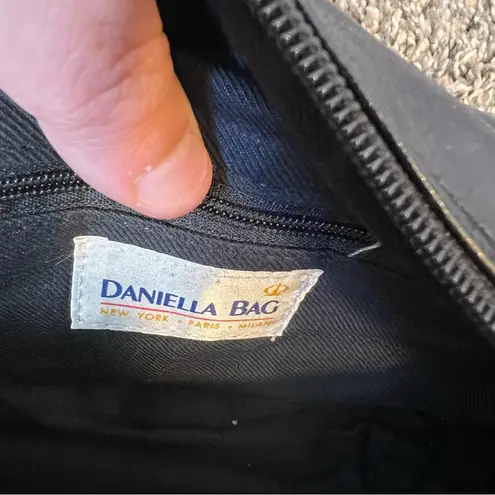 DANIELLA BAG
NEW YORK • PARIS • MILAN